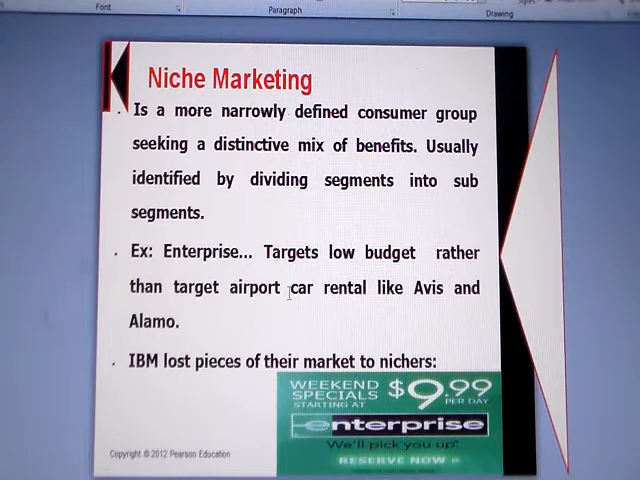 Font
Paragraph
Drawing
Niche Marketing
. Is a more narrowly defined consumer group
seeking a distinctive mix of benefits. Usually
identified by dividing segments into sub
segments.
. Ex: Enterprise... Targets low budget rather
than target airport car rental like Avis and
Alamo.
. IBM lost pieces of their market to nichers:
WEEKEND
SPECIALS
STARTING AT
$9.99
PER DAY
enterprise
We'll pick you up.
RESERVE NOW »
Copyright © 2012 Pearson Education